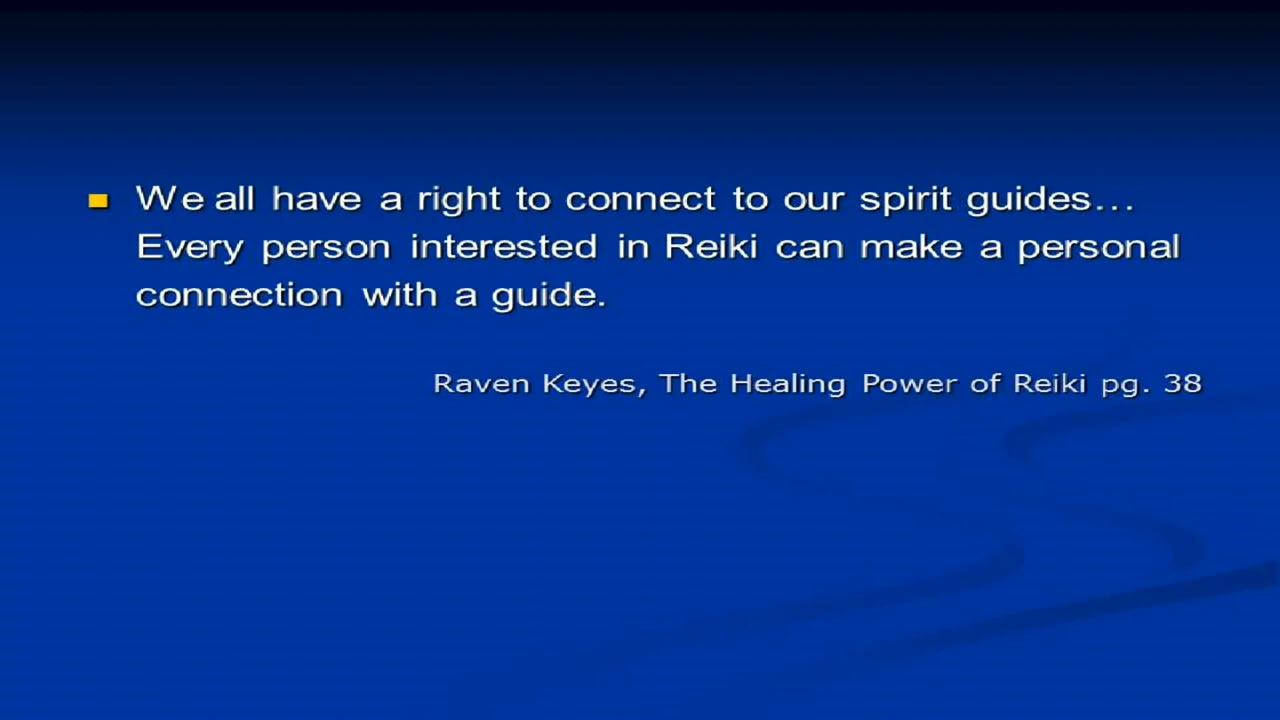 We all have a right to connect to our spirit guides...
Every person interested in Reiki can make a personal
connection with a guide.
Raven Keyes, The Healing Power of Reiki pg. 38